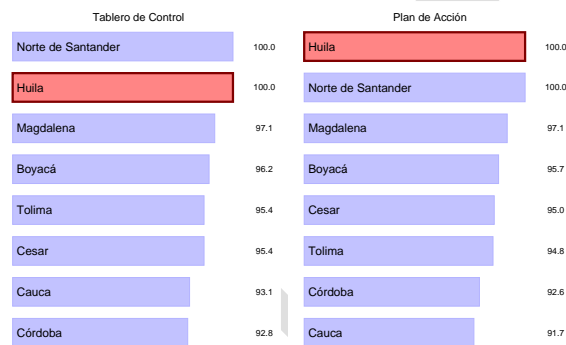 Tablero de Control
Norte de Santander 100.0
Huila 100.0
Magdalena 97.1
Boyacá 96.2
Tolima 95.4
Cesar 95.4
Cauca 93.1
Córdoba 92.8
Plan de Acción
Huila 100.0
Norte de Santander 100.0
Magdalena 97.1
Boyacá 95.7
Cesar 95.0
Tolima 94.8
Córdoba 92.6
Cauca 91.7